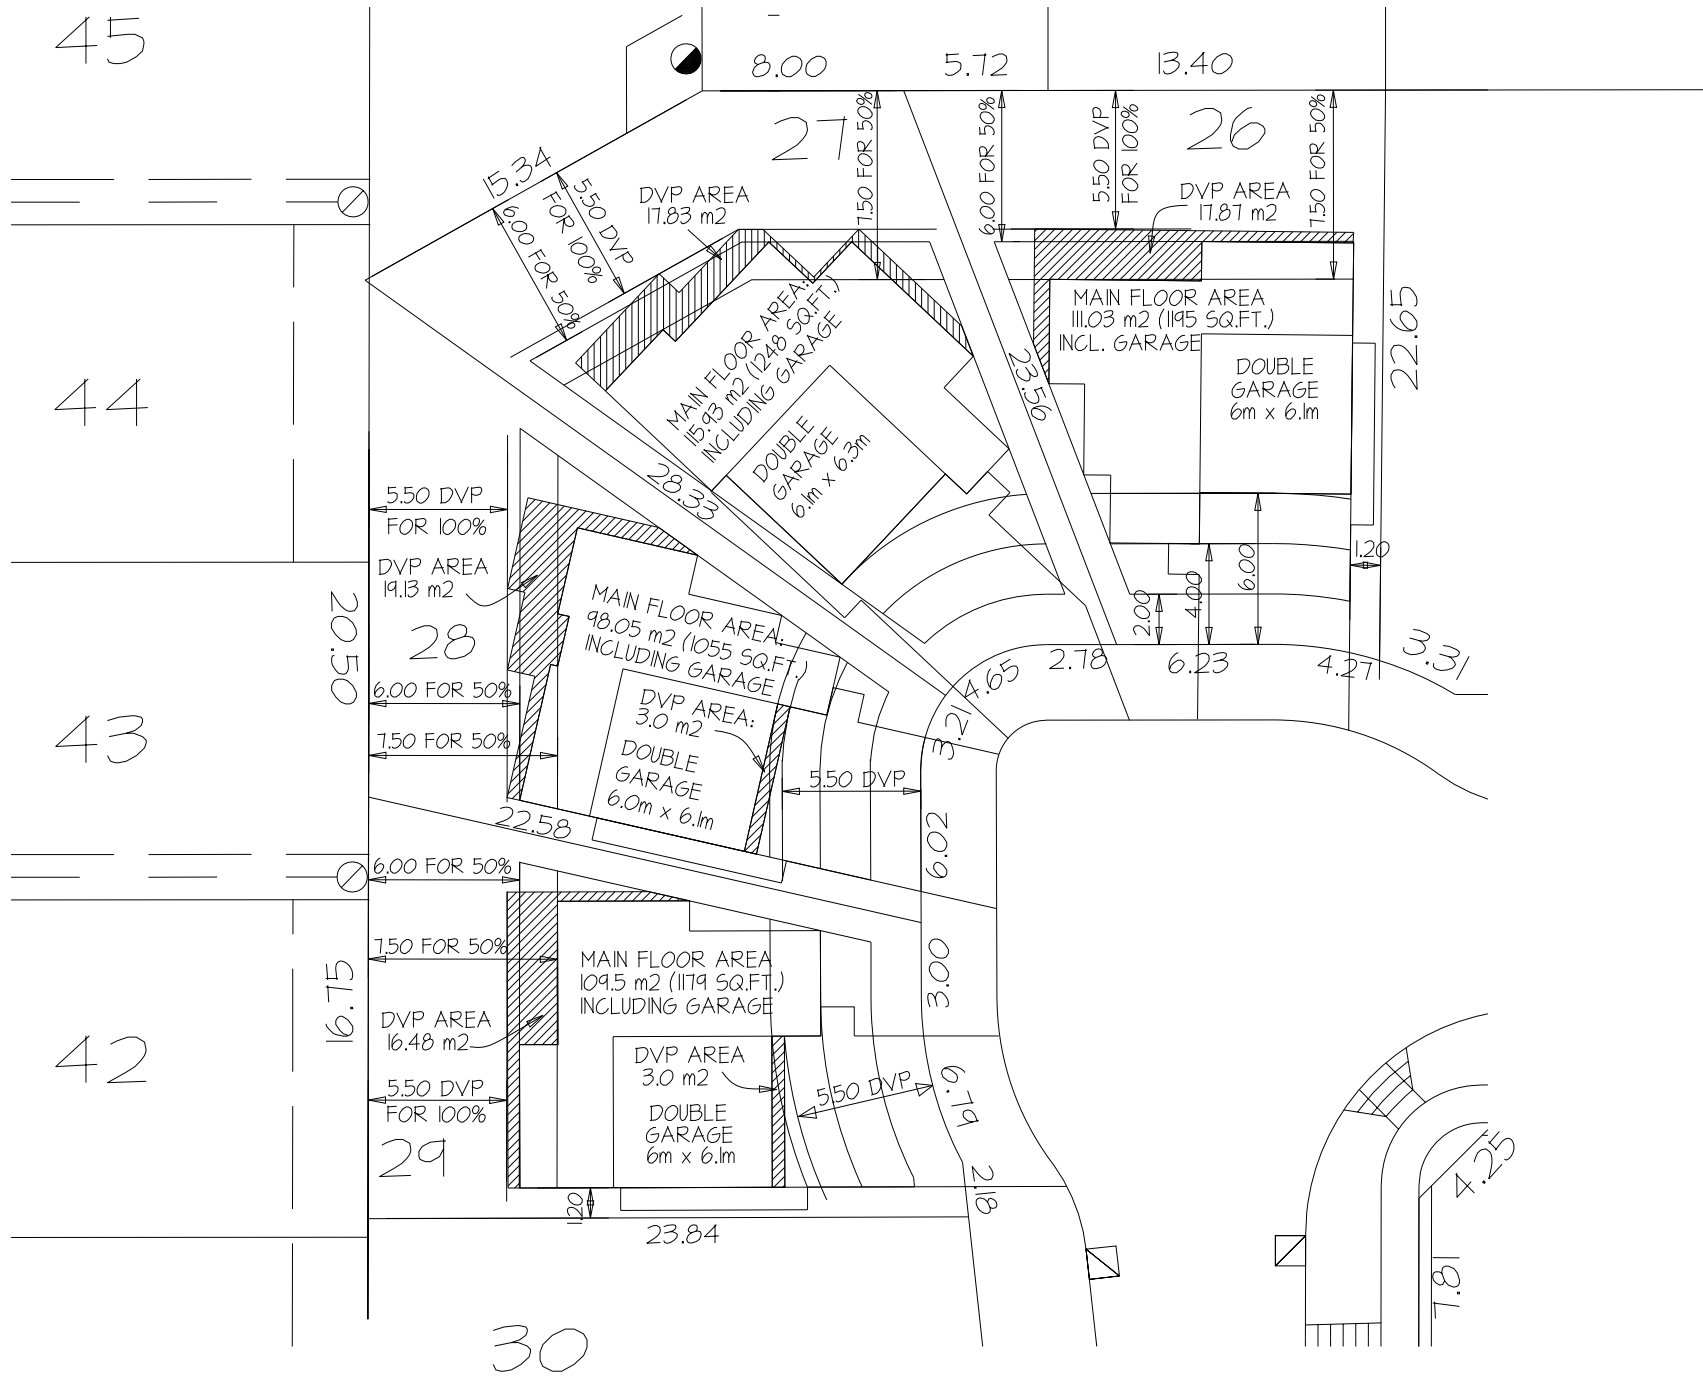 45
8.00
5.72
13.40
27
26
7.50 FOR 50%
6.00 FOR 50%
5.50 DVP
FOR 100%
7.50 FOR 50%
15.34
5.50 DVP
FOR 100%
6.00 FOR 50%
DVP AREA
17.83 m2
DVP AREA
17.87 m2
MAIN FLOOR AREA:
115.93 m2 (1248 SQ.FT.)
INCLUDING GARAGE
MAIN FLOOR AREA
111.03 m2 (1195 SQ.FT.)
INCL. GARAGE
22.65
23.56
DOUBLE
GARAGE
6m x 6.1m
44
DOUBLE
GARAGE
6.1m x 6.3m
28.33
5.50 DVP
FOR 100%
DVP AREA
19.13 m2
1.20
6.00
4.00
2.00
20.50
28
MAIN FLOOR AREA:
98.05 m2 (1055 SQ.FT.)
INCLUDING GARAGE
2.78
6.23
4.27
3.31
4.65
3.21
6.00 FOR 50%
DVP AREA:
3.0 m2
43
7.50 FOR 50%
DOUBLE
GARAGE
6.0m x 6.1m
5.50 DVP
22.58
6.02
6.00 FOR 50%
7.50 FOR 50%
MAIN FLOOR AREA
109.5 m2 (1179 SQ.FT.)
INCLUDING GARAGE
3.00
16.75
DVP AREA
16.48 m2
42
DVP AREA
3.0 m2
5.50 DVP
FOR 100%
5.50 DVP
6.79
DOUBLE
GARAGE
6m x 6.1m
29
2.18
1.20
23.84
4.25
7.81
30